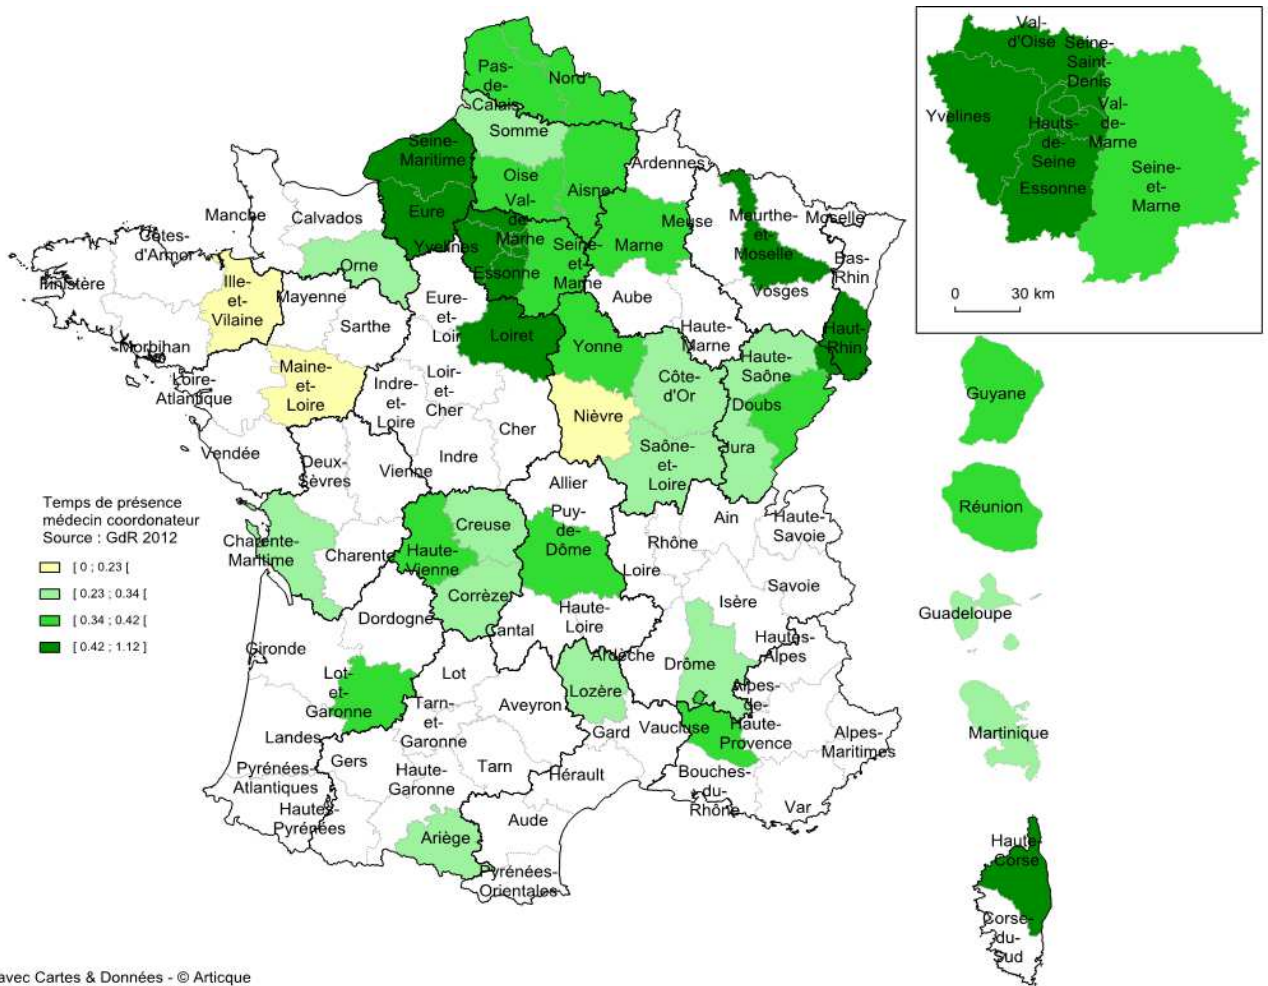 Val-
d'Oise
Seine-
Saint-
Denis
Yvelines
Hauts-
de-
Seine
Val-
de-
Marne
Essonne
Seine-
et-
Marne
0 30 km
Pas-
de-
Calais
Nord
Somme
Seine-
Maritime
Oise
Aisne
Ardennes
Eure
Val-
de-
Marne
Yvelines
Essonne
Seine-
et-
Marne
Marne
Meuse
Meurthe-
et-
Moselle
Moselle
Bas-
Rhin
Vosges
Haut-
Rhin
Manche
Calvados
Orne
Côtes-
d'Armor
Finistère
Morbihan
Ille-
et-
Vilaine
Mayenne
Sarthe
Eure-
et-
Loir
Loiret
Aube
Haute-
Marne
Yonne
Côte-
d'Or
Haute-
Saône
Doubs
Loire-
Atlantique
Maine-
et-
Loire
Indre-
et-
Loire
Loir-
et-
Cher
Cher
Nièvre
Saône-
et-
Loire
Jura
Vendée
Deux-
Sèvres
Vienne
Indre
Allier
Temps de présence
médecin coordonateur
Source : GdR 2012
[ 0 ; 0.23 [
[ 0.23 ; 0.34 [
[ 0.34 ; 0.42 [
[ 0.42 ; 1.12 ]
Charente-
Maritime
Charente
Haute-
Vienne
Creuse
Corrèze
Puy-
de-
Dôme
Loire
Rhône
Ain
Haute-
Savoie
Savoie
Isère
Dordogne
Cantal
Haute-
Loire
Ardèche
Drôme
Hautes-
Alpes
Gironde
Lot-
et-
Garonne
Lot
Tarn-
et-
Garonne
Aveyron
Lozère
Gard
Vaucluse
Alpes-
de-
Haute-
Provence
Alpes-
Maritimes
Landes
Pyrénées-
Atlantiques
Hautes-
Pyrénées
Gers
Haute-
Garonne
Tarn
Hérault
Bouches-
du-
Rhône
Var
Ariège
Aude
Pyrénées-
Orientales
Guyane
Réunion
Guadeloupe
Martinique
Haute-
Corse
Corse-
du-
Sud
avec Cartes & Données - © Articque